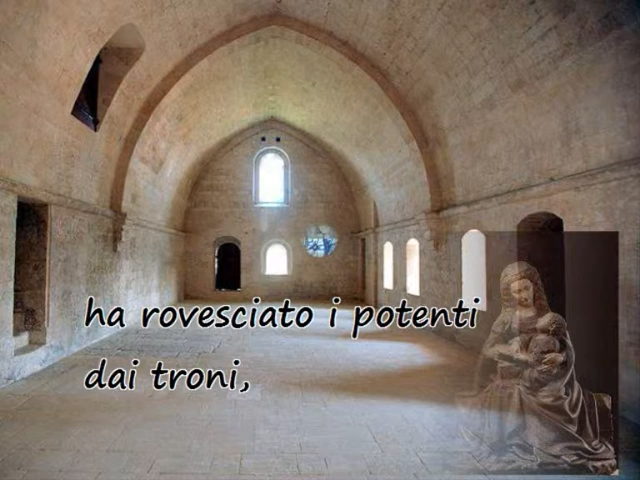 ha rovesciato i potenti
dai troni,